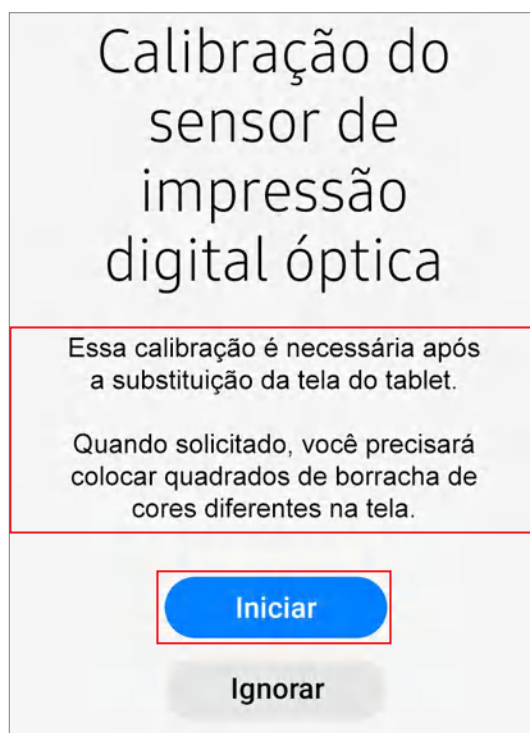 Calibração do
sensor de
impressão
digital óptica
Essa calibração é necessária após
a substituição da tela do tablet.
Quando solicitado, você precisará
colocar quadrados de borracha de
cores diferentes na tela.
Iniciar
Ignorar